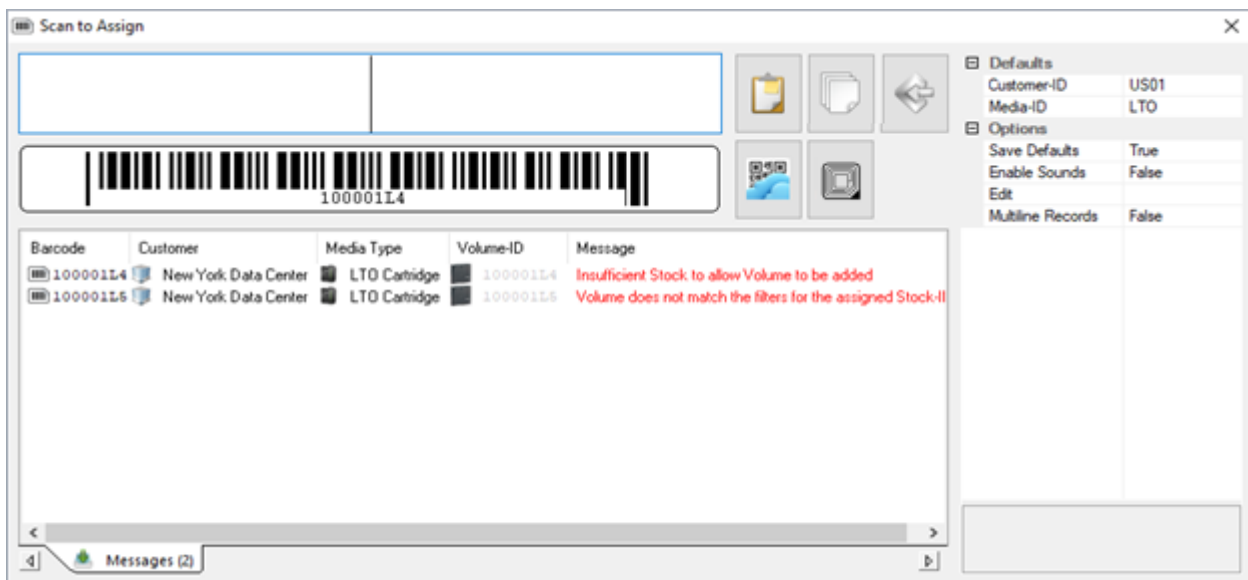 Scan to Assign
100001L4
Barcode Customer Media Type Volume-ID Message
100001L4 New York Data Center LTO Cartridge 100001L4 Insufficient Stock to allow Volume to be added
100001L5 New York Data Center LTO Cartridge 100001L5 Volume does not match the filters for the assigned Stock-II
Messages (2)
Defaults
Customer-ID US01
Media-ID LTO
Options
Save Defaults True
Enable Sounds False
Edit
Multiline Records False